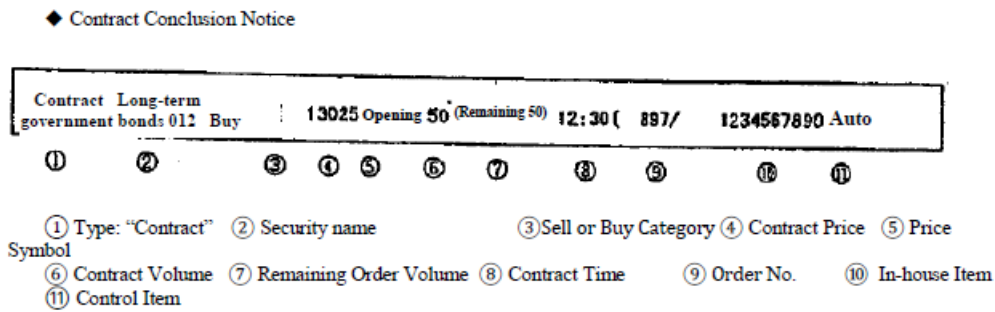 ◆ Contract Conclusion Notice
Contract Long-term
government bonds 012 Buy 13025 Opening 50 (Remaining 50) 12:30( 897/ 1234567890 Auto
① ② ③ ④ ⑤ ⑥ ⑦ ⑧ ⑨ ⑩ ⑪
① Type: “Contract” ② Security name ③Sell or Buy Category ④ Contract Price ⑤ Price
Symbol
⑥ Contract Volume ⑦ Remaining Order Volume ⑧ Contract Time ⑨ Order No. ⑩ In-house Item
⑪ Control Item